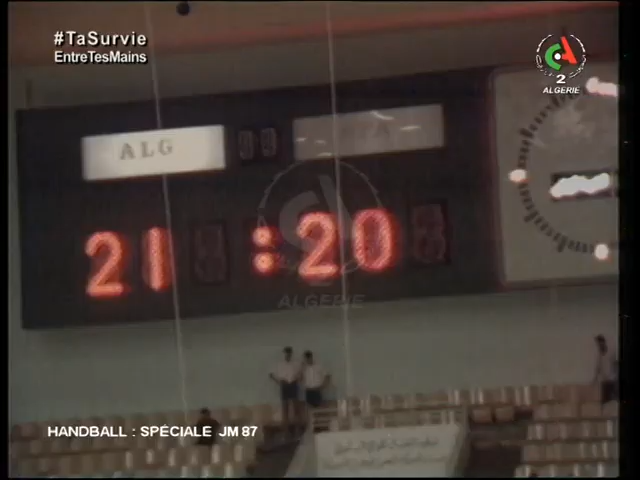 #TaSurvie
EntreTesMains
2
ALGERIE
ALG
21 : 20
ALGERIE
HANDBALL : SPÉCIALE JM 87